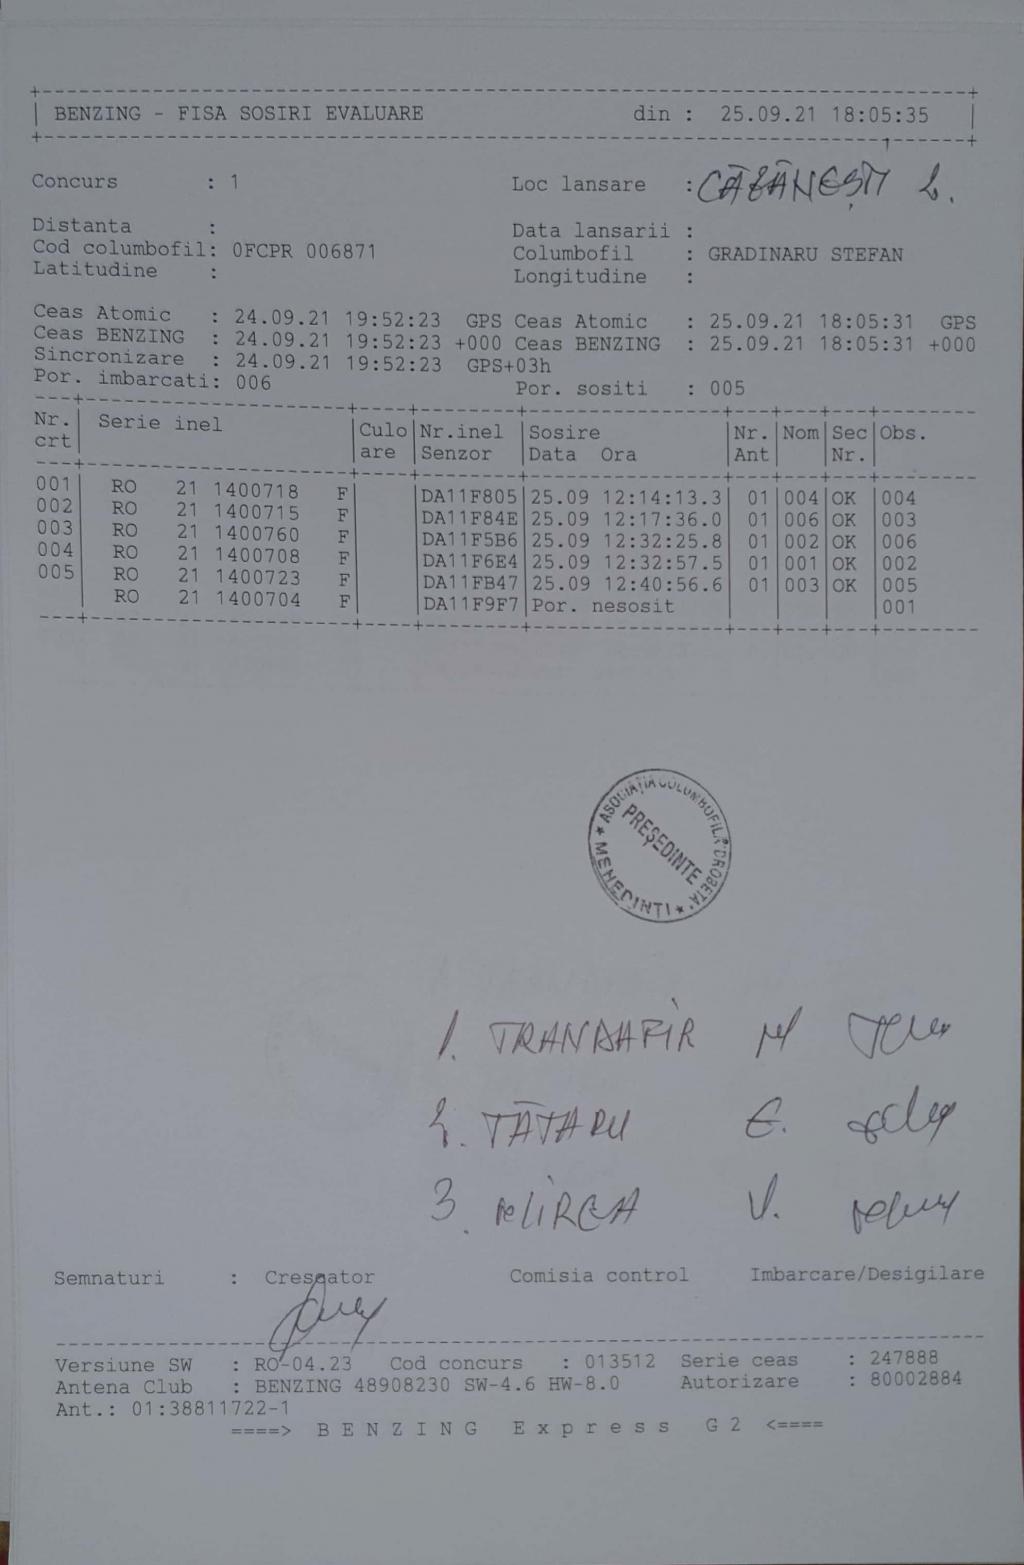 BENZING - FISA SOSIRI EVALUARE din : 25.09.21 18:05:35
Concurs : 1 Loc lansare : CĂZĂNEȘTI 2.
Distanta : Data lansarii :
Cod columbofil: 0FCPR 006871 Columbofil : GRADINARU STEFAN
Latitudine : Longitudine :
Ceas Atomic : 24.09.21 19:52:23 GPS Ceas Atomic : 25.09.21 18:05:31 GPS
Ceas BENZING : 24.09.21 19:52:23 +000 Ceas BENZING : 25.09.21 18:05:31 +000
Sincronizare : 24.09.21 19:52:23 GPS+03h
Por. imbarcati: 006 Por. sositi : 005
Nr. Serie inel Culo Nr.inel Sosire Nr. Nom Sec Obs.
crt are Senzor Data Ora Ant Nr.
001 RO 21 1400718 F DA11F805 25.09 12:14:13.3 01 004 OK 004
002 RO 21 1400715 F DA11F84E 25.09 12:17:36.0 01 006 OK 003
003 RO 21 1400760 F DA11F5B6 25.09 12:32:25.8 01 002 OK 006
004 RO 21 1400708 F DA11F6E4 25.09 12:32:57.5 01 001 OK 002
005 RO 21 1400723 F DA11FB47 25.09 12:40:56.6 01 003 OK 005
RO 21 1400704 F DA11F9F7 Por. nesosit 001
ASOCIAȚIA COLUMBOFILĂ "DROBETA"
PREȘEDINTE
* MEHEDINTI *
1. TRANDAFIR M
2. TĂTARU E.
3. MIRCEA V.
Semnaturi : Crescator Comisia control Imbarcare/Desigilare
Versiune SW : RO-04.23 Cod concurs : 013512 Serie ceas : 247888
Antena Club : BENZING 48908230 SW-4.6 HW-8.0 Autorizare : 80002884
Ant.: 01:38811722-1
====> B E N Z I N G E x p r e s s G 2 <====